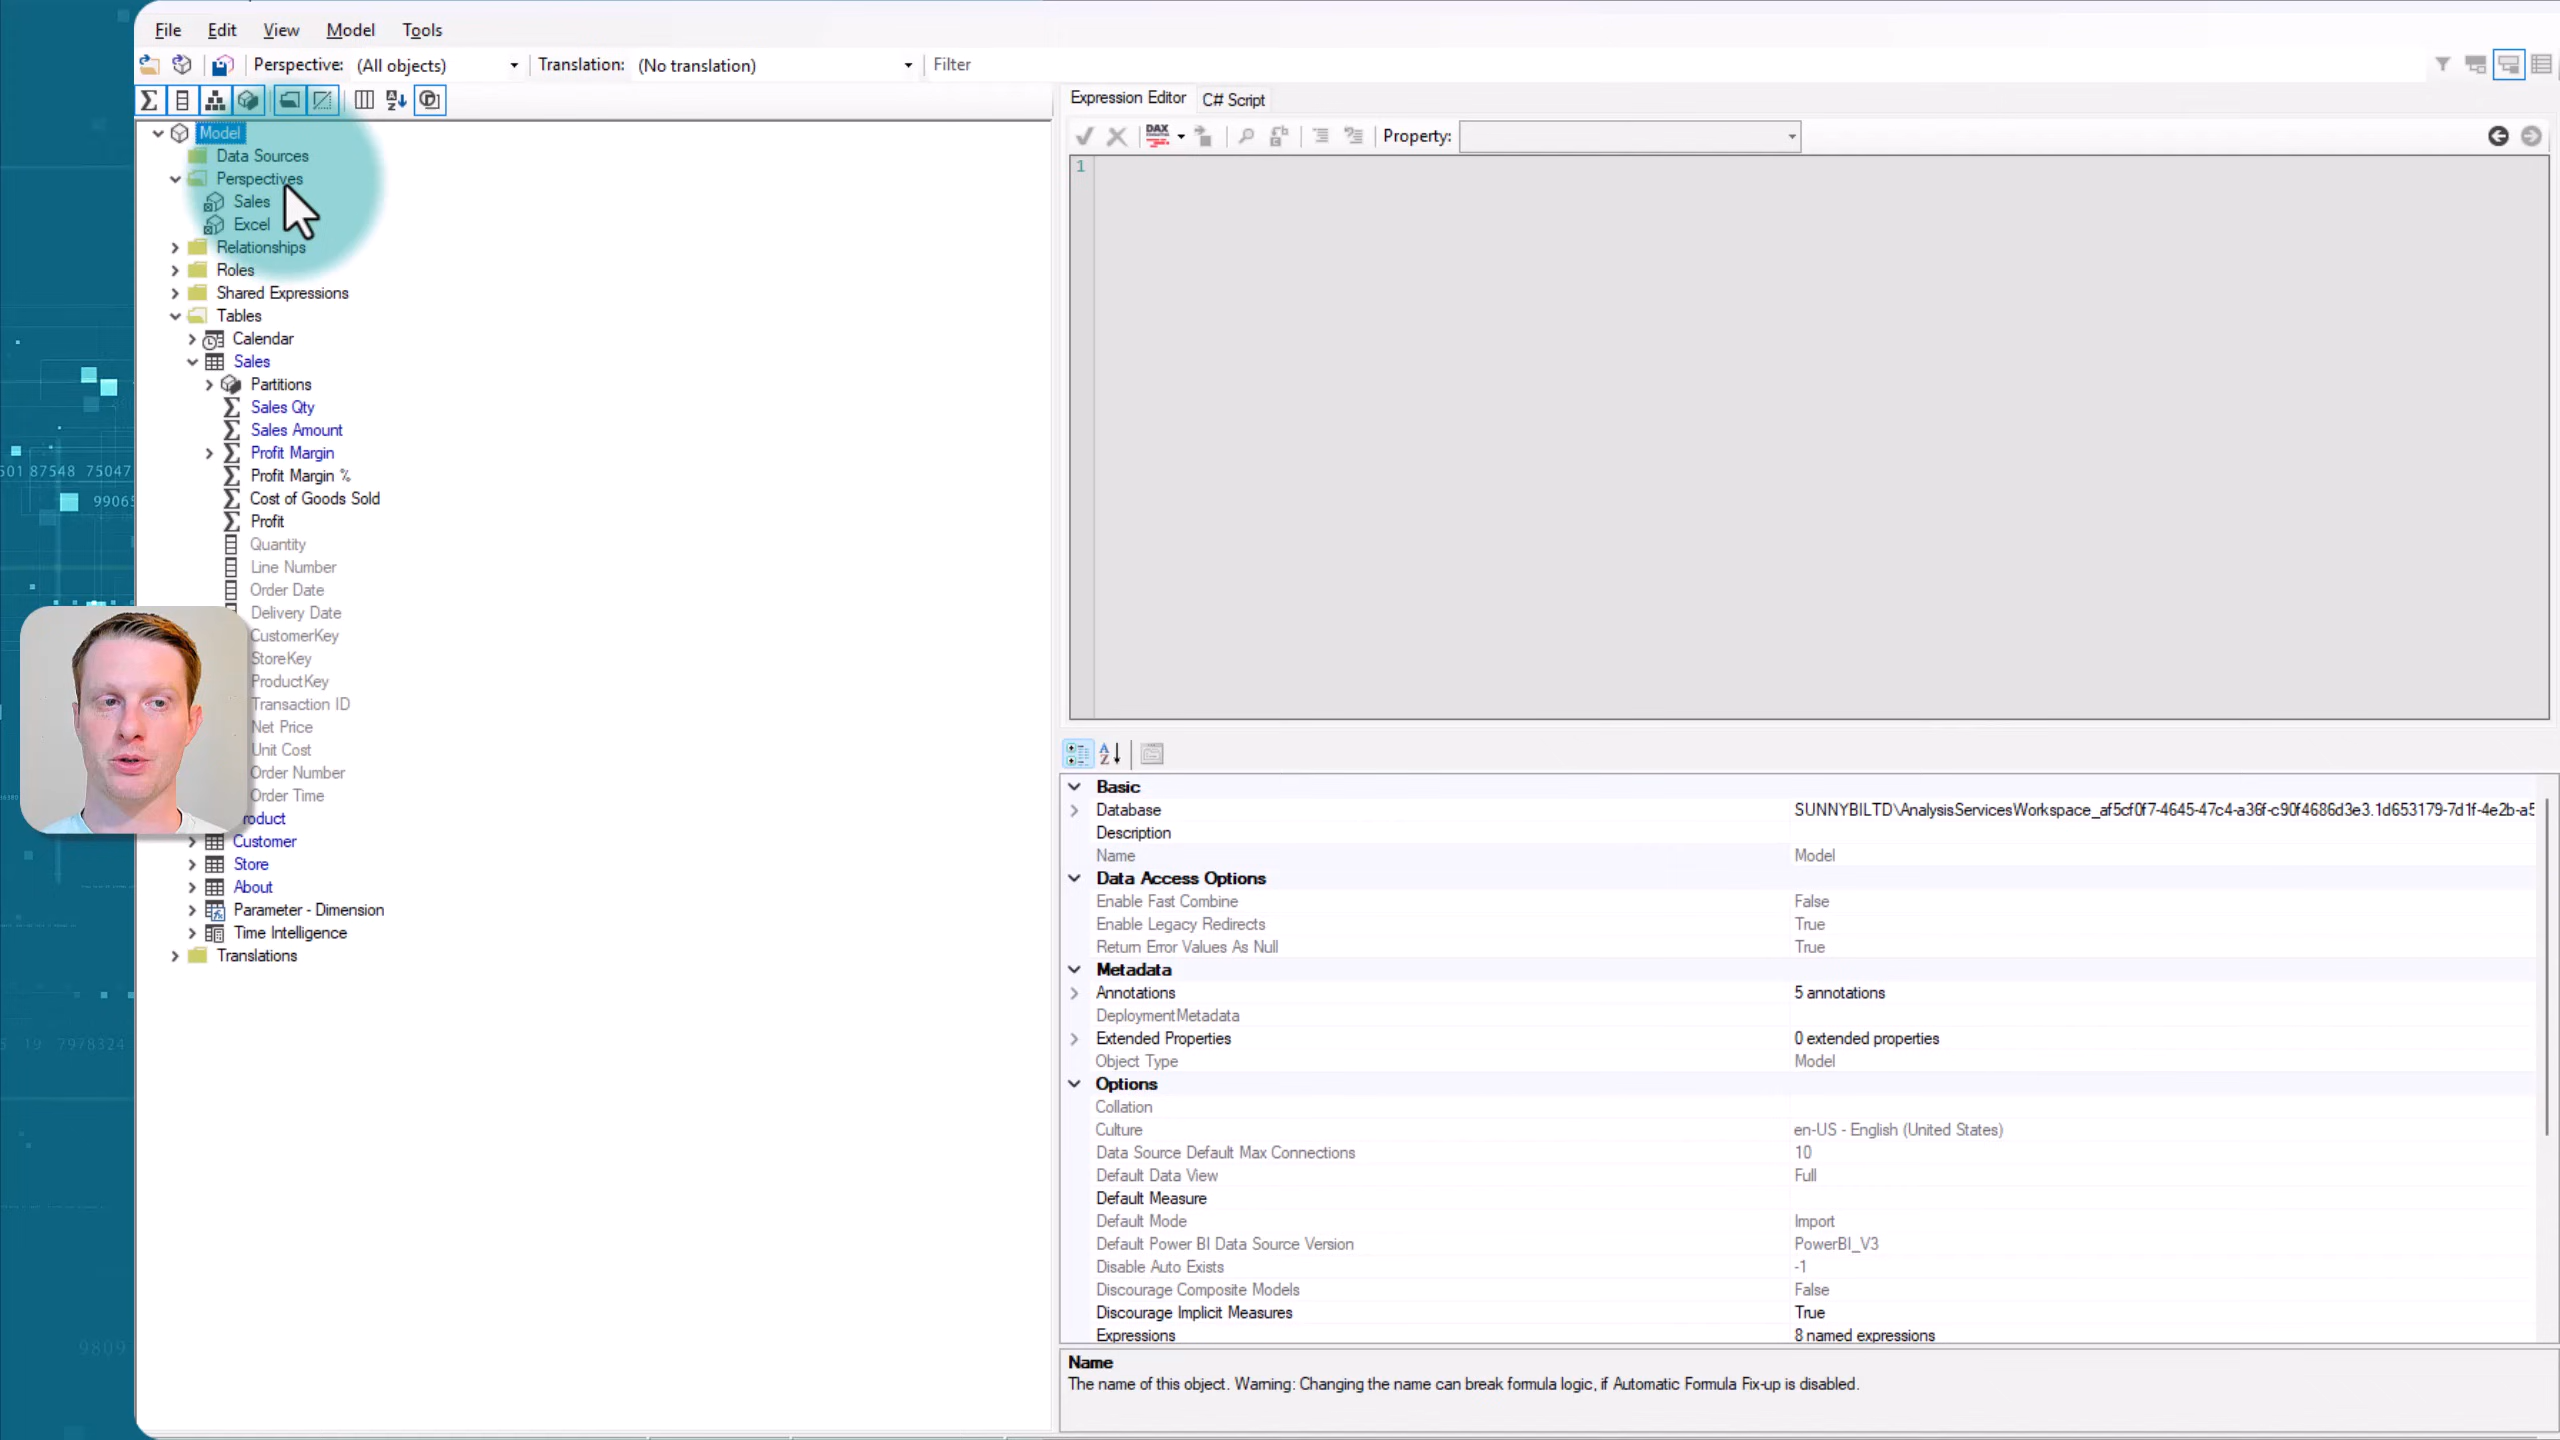 File Edit View Model Tools
Perspective: (All objects) Translation: (No translation) Filter
Expression Editor C# Script
DAX Property:
1
Model
Data Sources
Perspectives
Sales
Excel
Relationships
Roles
Shared Expressions
Tables
Calendar
Sales
Partitions
Sales Qty
Sales Amount
Profit Margin
Profit Margin %
Cost of Goods Sold
Profit
Quantity
Line Number
Order Date
Delivery Date
CustomerKey
StoreKey
ProductKey
Transaction ID
Net Price
Unit Cost
Order Number
Order Time
roduct
Customer
Store
About
Parameter - Dimension
Time Intelligence
Translations
501 87548 75047
9906
19 7978324
9809
Basic
Database SUNNYBILTD\AnalysisServicesWorkspace_af5cf0f7-4645-47c4-a36f-c90f4686d3e3.1d653179-7d1f-4e2b-a5
Description
Name Model
Data Access Options
Enable Fast Combine False
Enable Legacy Redirects True
Return Error Values As Null True
Metadata
Annotations 5 annotations
DeploymentMetadata
Extended Properties 0 extended properties
Object Type Model
Options
Collation
Culture en-US - English (United States)
Data Source Default Max Connections 10
Default Data View Full
Default Measure
Default Mode Import
Default Power BI Data Source Version PowerBI_V3
Disable Auto Exists -1
Discourage Composite Models False
Discourage Implicit Measures True
Expressions 8 named expressions
Name
The name of this object. Warning: Changing the name can break formula logic, if Automatic Formula Fix-up is disabled.